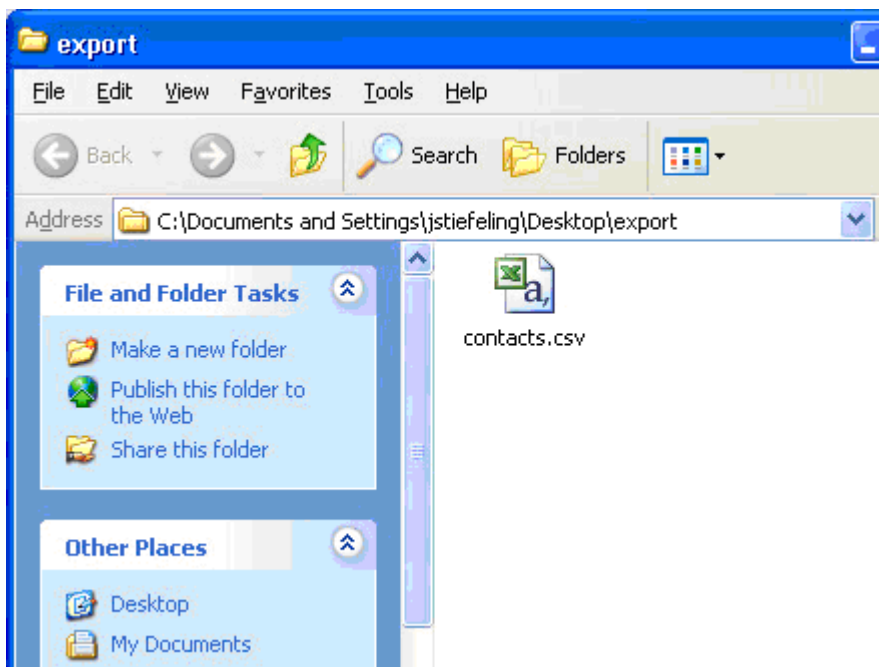 export
File Edit View Favorites Tools Help
Back Search Folders
Address C:\Documents and Settings\jstiefeling\Desktop\export
File and Folder Tasks
Make a new folder
Publish this folder to
the Web
Share this folder
Other Places
Desktop
My Documents
a,
contacts.csv